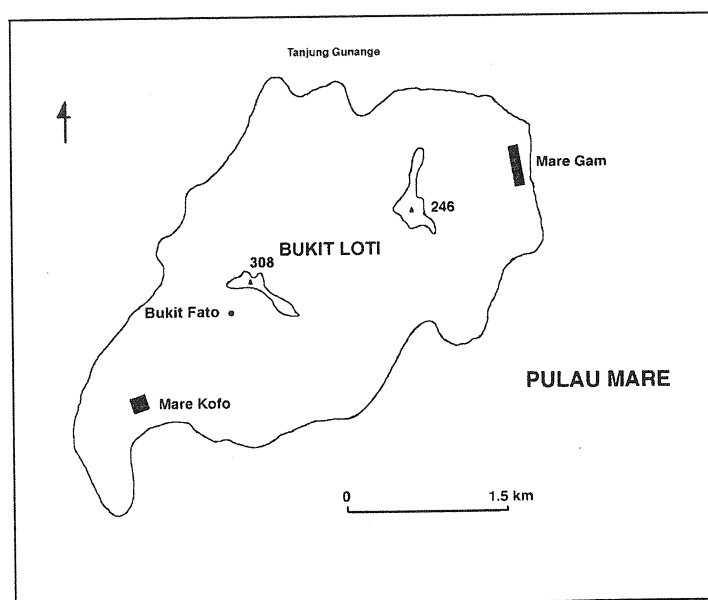 Tanjung Gunange
Mare Gam
246
BUKIT LOTI
308
Bukit Fato
PULAU MARE
Mare Kofo
0 1.5 km